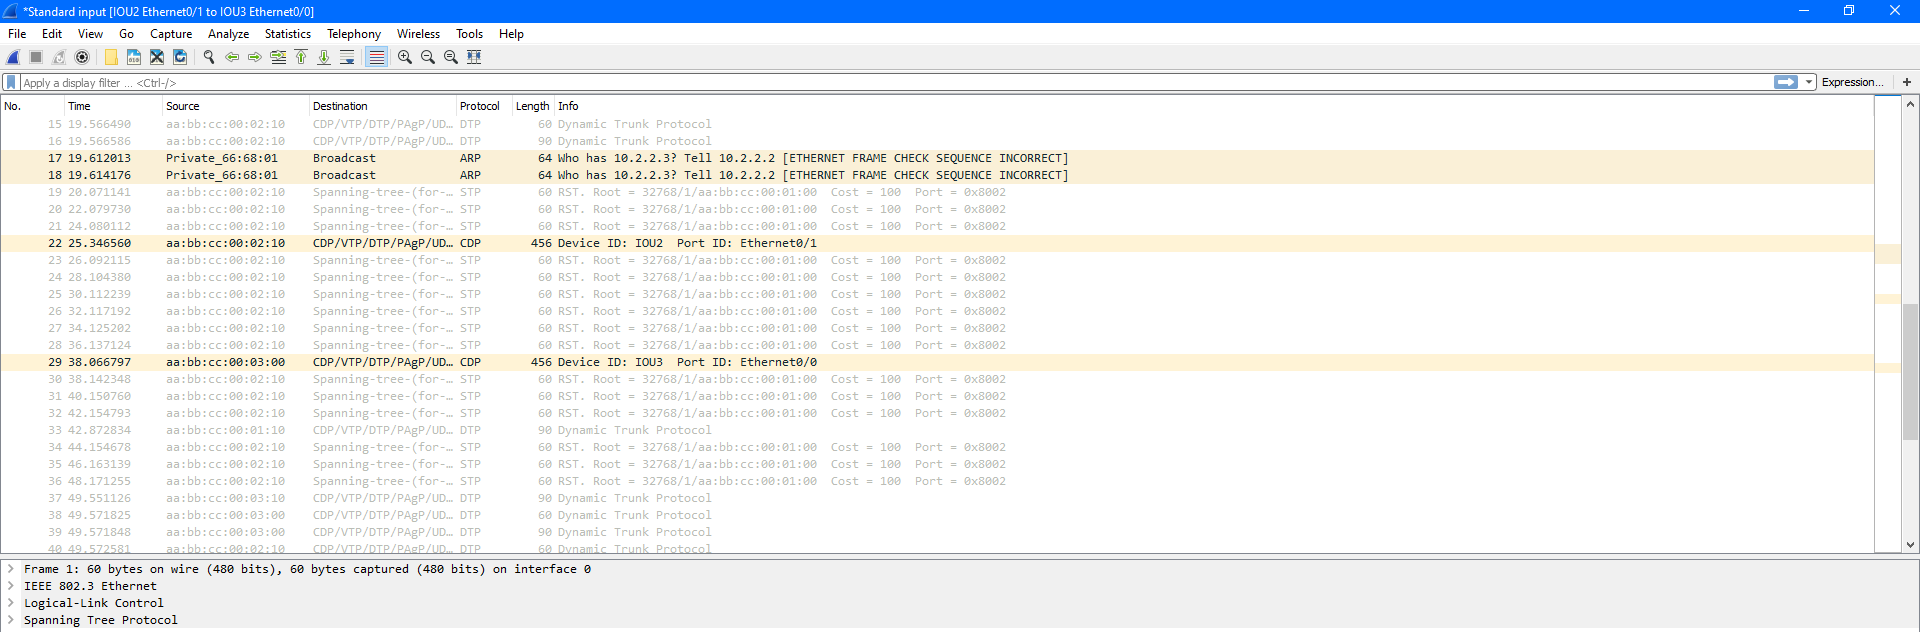 *Standard input [IOU2 Ethernet0/1 to IOU3 Ethernet0/0]
File Edit View Go Capture Analyze Statistics Telephony Wireless Tools Help
Apply a display filter ... <Ctrl-/> Expression... +
No. Time Source Destination Protocol Length Info
15 19.566490 aa:bb:cc:00:02:10 CDP/VTP/DTP/PAgP/UD… DTP 60 Dynamic Trunk Protocol
16 19.566586 aa:bb:cc:00:02:10 CDP/VTP/DTP/PAgP/UD… DTP 90 Dynamic Trunk Protocol
17 19.612013 Private_66:68:01 Broadcast ARP 64 Who has 10.2.2.3? Tell 10.2.2.2 [ETHERNET FRAME CHECK SEQUENCE INCORRECT]
18 19.614176 Private_66:68:01 Broadcast ARP 64 Who has 10.2.2.3? Tell 10.2.2.2 [ETHERNET FRAME CHECK SEQUENCE INCORRECT]
19 20.071141 aa:bb:cc:00:02:10 Spanning-tree-(for-… STP 60 RST. Root = 32768/1/aa:bb:cc:00:01:00 Cost = 100 Port = 0x8002
20 22.079730 aa:bb:cc:00:02:10 Spanning-tree-(for-… STP 60 RST. Root = 32768/1/aa:bb:cc:00:01:00 Cost = 100 Port = 0x8002
21 24.080112 aa:bb:cc:00:02:10 Spanning-tree-(for-… STP 60 RST. Root = 32768/1/aa:bb:cc:00:01:00 Cost = 100 Port = 0x8002
22 25.346560 aa:bb:cc:00:02:10 CDP/VTP/DTP/PAgP/UD… CDP 456 Device ID: IOU2 Port ID: Ethernet0/1
23 26.092115 aa:bb:cc:00:02:10 Spanning-tree-(for-… STP 60 RST. Root = 32768/1/aa:bb:cc:00:01:00 Cost = 100 Port = 0x8002
24 28.104380 aa:bb:cc:00:02:10 Spanning-tree-(for-… STP 60 RST. Root = 32768/1/aa:bb:cc:00:01:00 Cost = 100 Port = 0x8002
25 30.112239 aa:bb:cc:00:02:10 Spanning-tree-(for-… STP 60 RST. Root = 32768/1/aa:bb:cc:00:01:00 Cost = 100 Port = 0x8002
26 32.117192 aa:bb:cc:00:02:10 Spanning-tree-(for-… STP 60 RST. Root = 32768/1/aa:bb:cc:00:01:00 Cost = 100 Port = 0x8002
27 34.125202 aa:bb:cc:00:02:10 Spanning-tree-(for-… STP 60 RST. Root = 32768/1/aa:bb:cc:00:01:00 Cost = 100 Port = 0x8002
28 36.137124 aa:bb:cc:00:02:10 Spanning-tree-(for-… STP 60 RST. Root = 32768/1/aa:bb:cc:00:01:00 Cost = 100 Port = 0x8002
29 38.066797 aa:bb:cc:00:03:00 CDP/VTP/DTP/PAgP/UD… CDP 456 Device ID: IOU3 Port ID: Ethernet0/0
30 38.142348 aa:bb:cc:00:02:10 Spanning-tree-(for-… STP 60 RST. Root = 32768/1/aa:bb:cc:00:01:00 Cost = 100 Port = 0x8002
31 40.150760 aa:bb:cc:00:02:10 Spanning-tree-(for-… STP 60 RST. Root = 32768/1/aa:bb:cc:00:01:00 Cost = 100 Port = 0x8002
32 42.154793 aa:bb:cc:00:02:10 Spanning-tree-(for-… STP 60 RST. Root = 32768/1/aa:bb:cc:00:01:00 Cost = 100 Port = 0x8002
33 42.872834 aa:bb:cc:00:01:10 CDP/VTP/DTP/PAgP/UD… DTP 90 Dynamic Trunk Protocol
34 44.154678 aa:bb:cc:00:02:10 Spanning-tree-(for-… STP 60 RST. Root = 32768/1/aa:bb:cc:00:01:00 Cost = 100 Port = 0x8002
35 46.163139 aa:bb:cc:00:02:10 Spanning-tree-(for-… STP 60 RST. Root = 32768/1/aa:bb:cc:00:01:00 Cost = 100 Port = 0x8002
36 48.171255 aa:bb:cc:00:02:10 Spanning-tree-(for-… STP 60 RST. Root = 32768/1/aa:bb:cc:00:01:00 Cost = 100 Port = 0x8002
37 49.551126 aa:bb:cc:00:03:10 CDP/VTP/DTP/PAgP/UD… DTP 90 Dynamic Trunk Protocol
38 49.571825 aa:bb:cc:00:03:00 CDP/VTP/DTP/PAgP/UD… DTP 60 Dynamic Trunk Protocol
39 49.571848 aa:bb:cc:00:03:00 CDP/VTP/DTP/PAgP/UD… DTP 90 Dynamic Trunk Protocol
40 49.572581 aa:bb:cc:00:02:10 CDP/VTP/DTP/PAgP/UD… DTP 60 Dynamic Trunk Protocol
Frame 1: 60 bytes on wire (480 bits), 60 bytes captured (480 bits) on interface 0
IEEE 802.3 Ethernet
Logical-Link Control
Spanning Tree Protocol